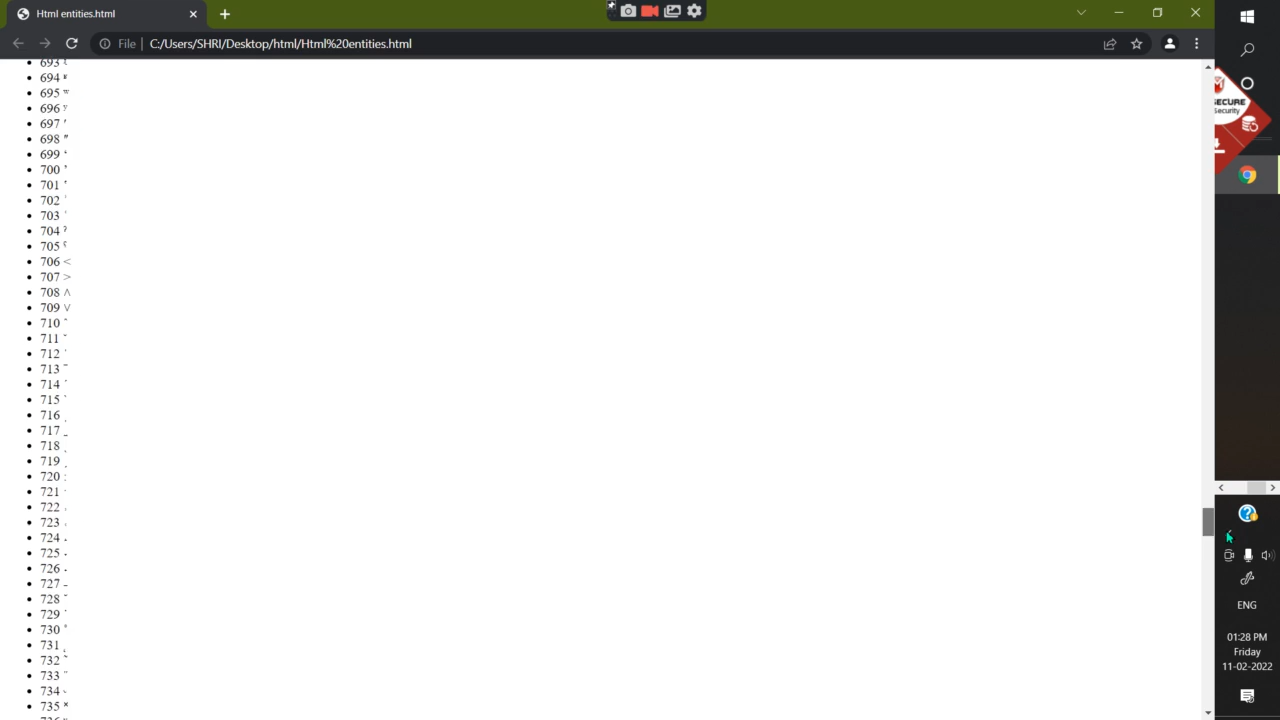 Html entities.html
File C:/Users/SHRI/Desktop/html/Html%20entities.html
693 ʵ
694 ʶ
695 ʷ
696 ʸ
697 ʹ
698 ʺ
699 ʻ
700 ʼ
701 ʽ
702 ʾ
703 ʿ
704 ˀ
705 ˁ
706 ˂
707 ˃
708 ˄
709 ˅
710 ˆ
711 ˇ
712 ˈ
713 ˉ
714 ˊ
715 ˋ
716 ˌ
717 ˍ
718 ˎ
719 ˏ
720 ː
721 ˑ
722 ˒
723 ˓
724 ˔
725 ˕
726 ˖
727 ˗
728 ˘
729 ˙
730 ˚
731 ˛
732 ˜
733 ˝
734 ˞
735 ˟
SECURE
Security
ENG
01:28 PM
Friday
11-02-2022